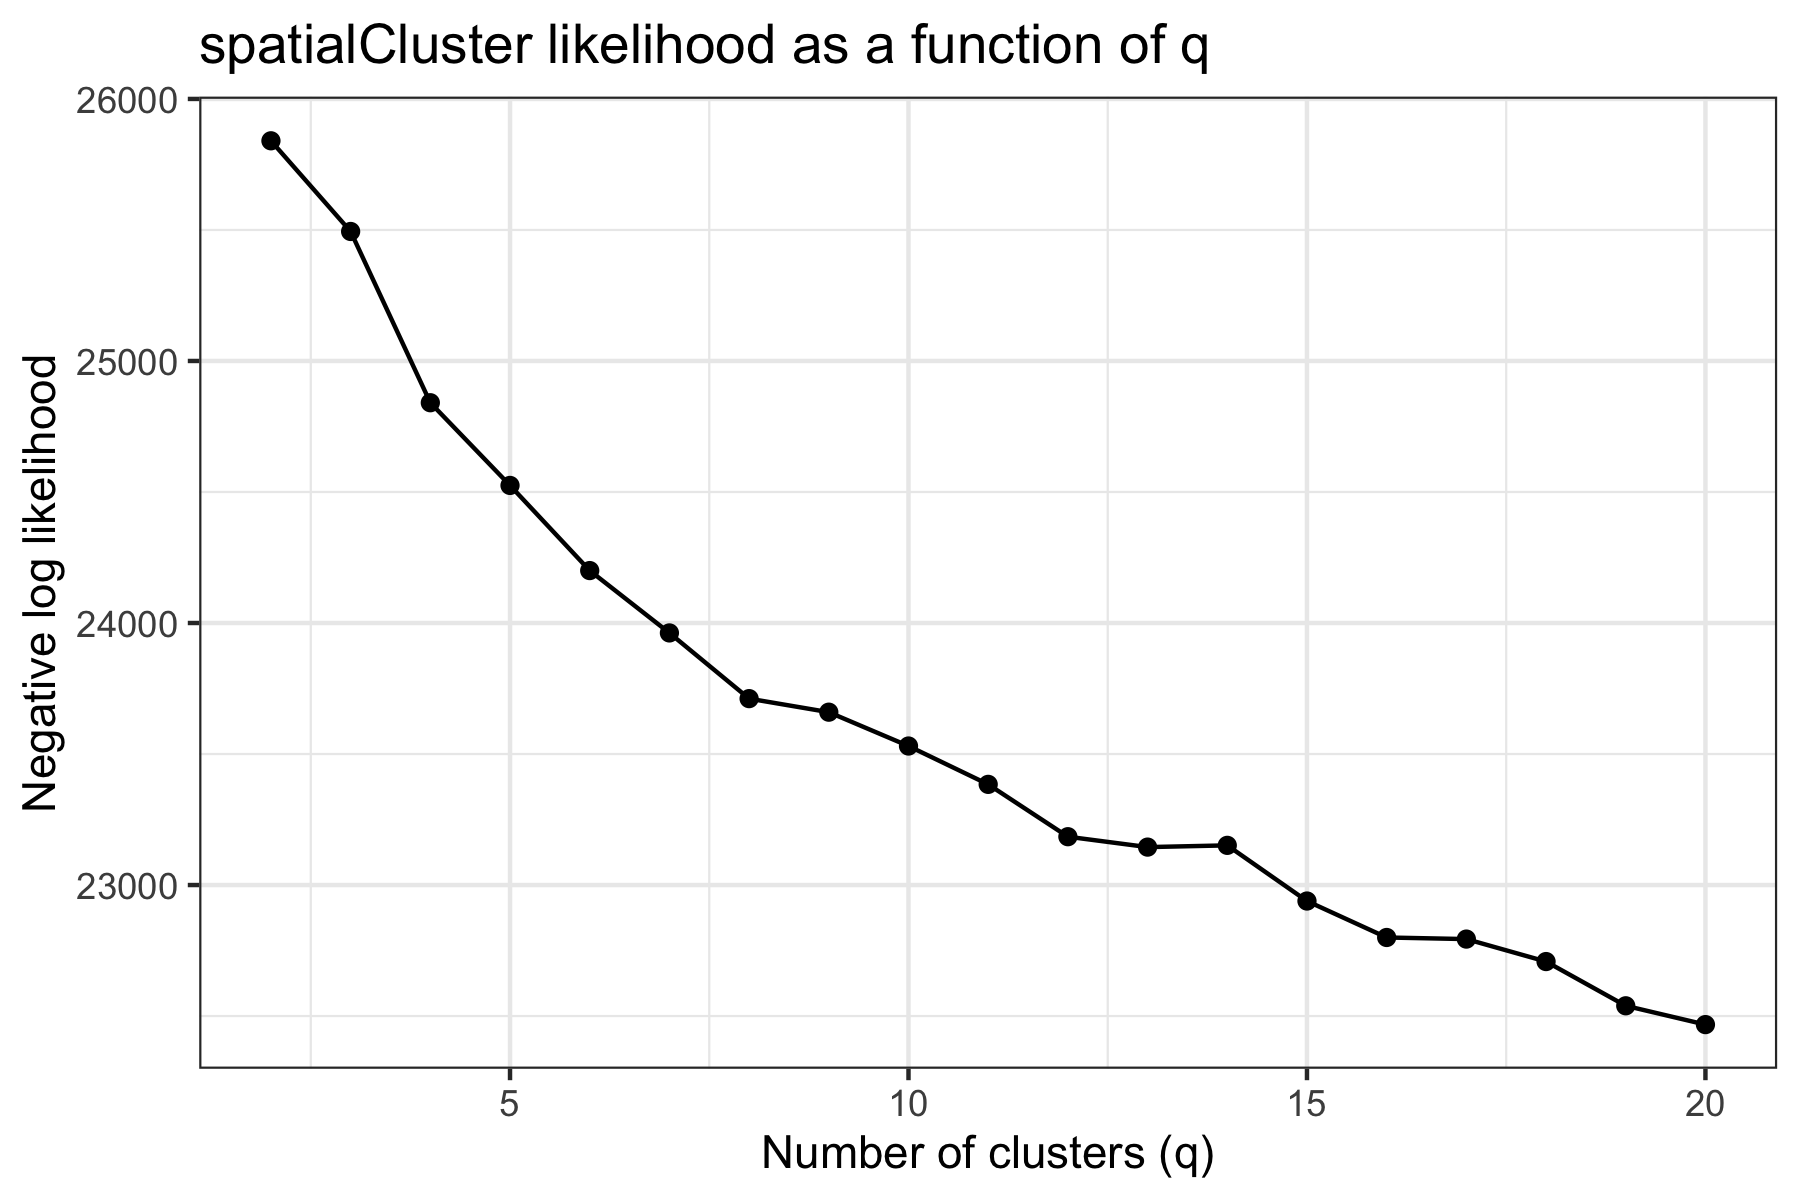 spatialCluster likelihood as a function of q
26000
25000
24000
23000
Negative log likelihood
5
10
15
20
Number of clusters (q)